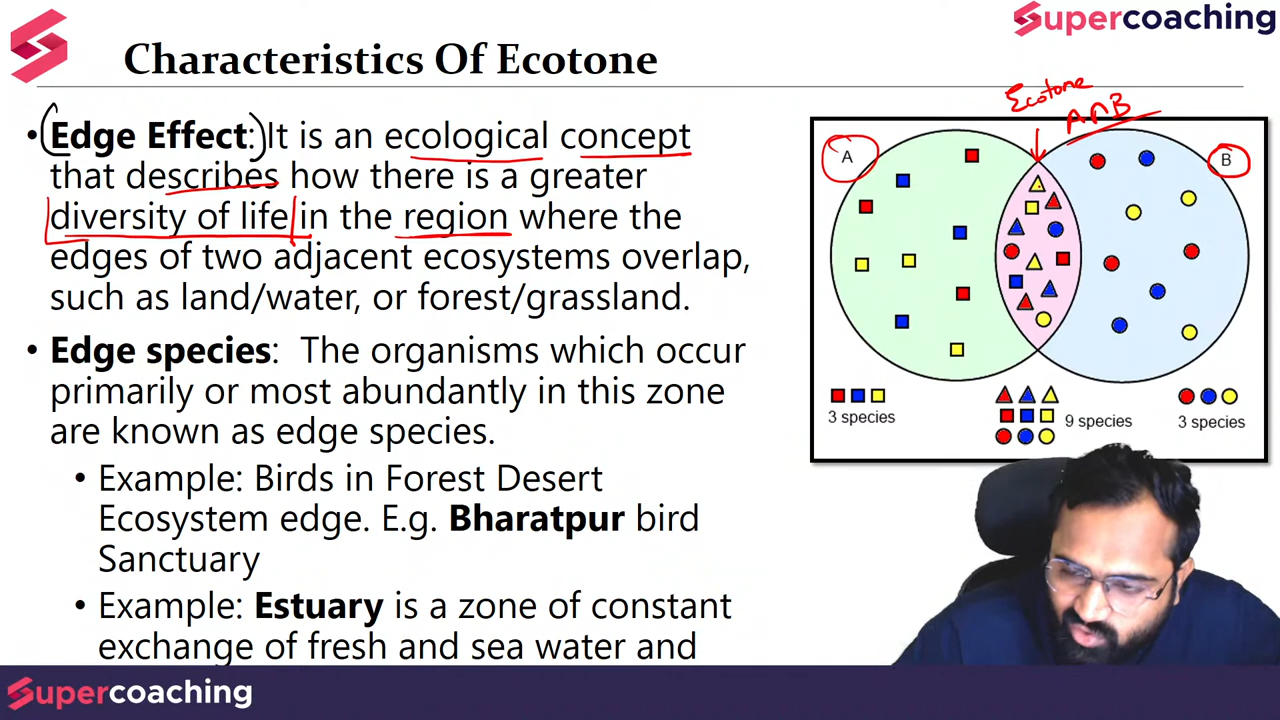 Supercoaching
Characteristics Of Ecotone
• Edge Effect: It is an ecological concept
that describes how there is a greater
diversity of life in the region where the
edges of two adjacent ecosystems overlap,
such as land/water, or forest/grassland.
• Edge species: The organisms which occur
primarily or most abundantly in this zone
are known as edge species.
• Example: Birds in Forest Desert
Ecosystem edge. E.g. Bharatpur bird
Sanctuary
• Example: Estuary is a zone of constant
exchange of fresh and sea water and
Ecotone
A∩B
A
B
3 species
9 species
3 species
Supercoaching